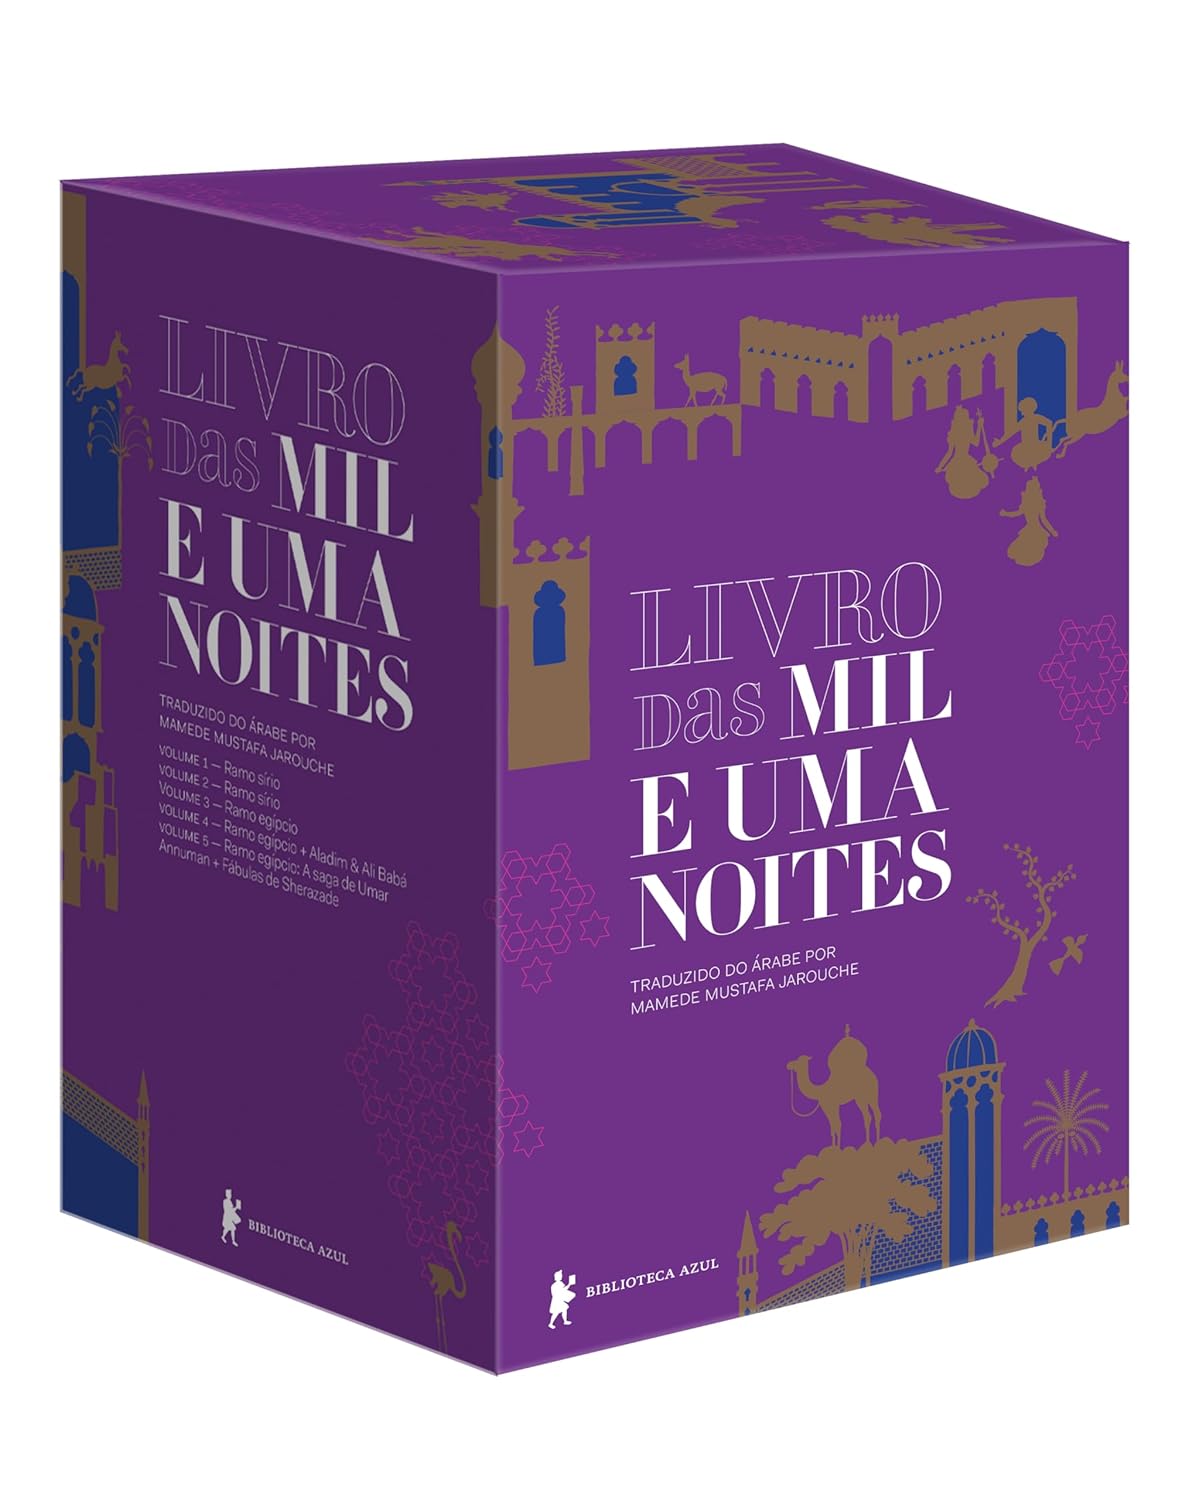 LIVRO
Das MIL
E UMA
NOITES
TRADUZIDO DO ÁRABE POR
MAMEDE MUSTAFA JAROUCHE
VOLUME 1 — Ramo sírio
VOLUME 2 — Ramo sírio
VOLUME 3 — Ramo egípcio
VOLUME 4 — Ramo egípcio + Aladim & Ali Babá
VOLUME 5 — Ramo egípcio: A saga de Umar
Annuman + Fábulas de Sherazade
BIBLIOTECA AZUL
LIVRO
Das MIL
E UMA
NOITES
TRADUZIDO DO ÁRABE POR
MAMEDE MUSTAFA JAROUCHE
BIBLIOTECA AZUL